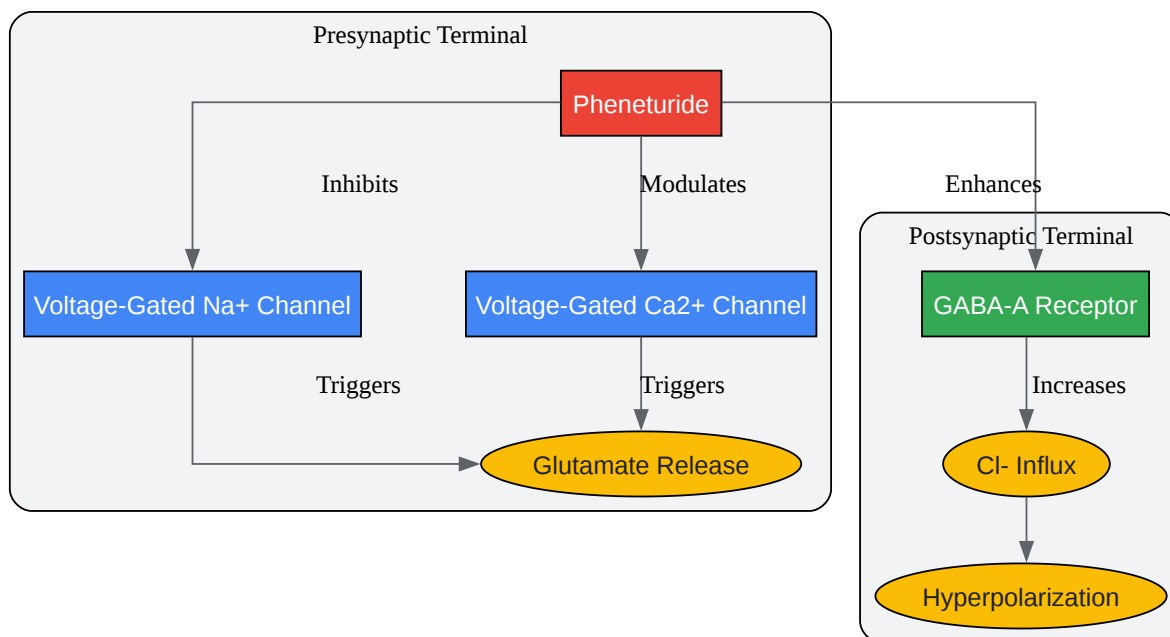 Presynaptic Terminal
Pheneturide
Inhibits
Modulates
Enhances
Postsynaptic Terminal
Voltage-Gated Na+ Channel
Voltage-Gated Ca2+ Channel
GABA-A Receptor
Triggers
Triggers
Increases
Glutamate Release
Cl- Influx
Hyperpolarization